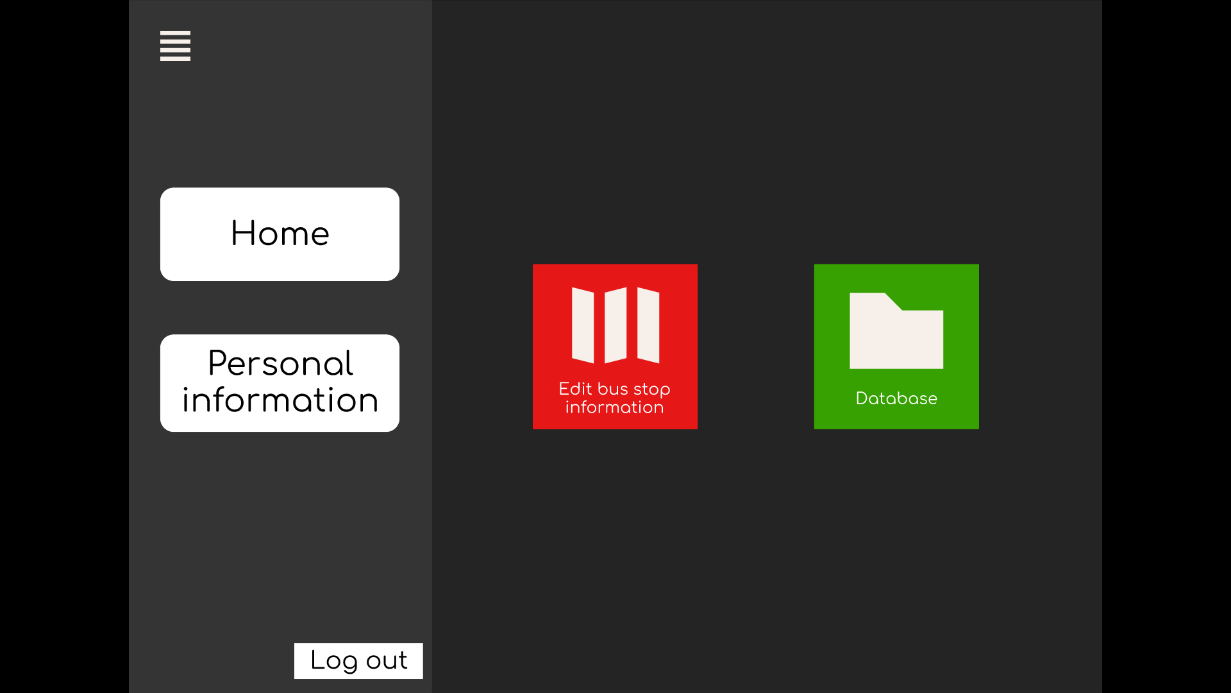 Home
Personal
information
Edit bus stop
information
Database
Log out